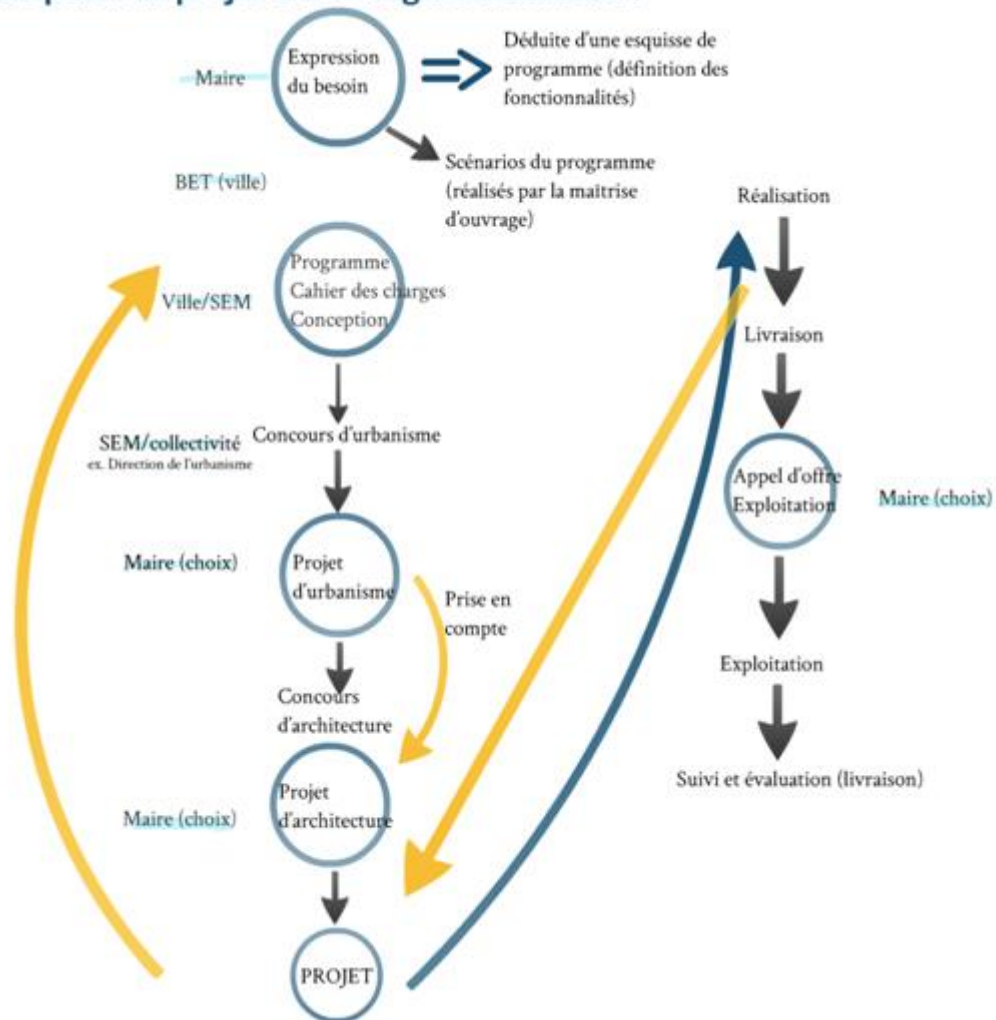 Maire
Expression
du besoin
Déduite d'une esquisse de
programme (définition des
fonctionnalités)
BET (ville)
Scénarios du programme
(réalisés par la maîtrise
d'ouvrage)
Ville/SEM
Programme
Cahier des charges
Conception
SEM/collectivité
ex. Direction de l'urbanisme
Concours d'urbanisme
Maire (choix)
Projet
d'urbanisme
Prise en
compte
Concours
d'architecture
Maire (choix)
Projet
d'architecture
PROJET
Réalisation
Livraison
Appel d'offre
Exploitation
Maire (choix)
Exploitation
Suivi et évaluation (livraison)